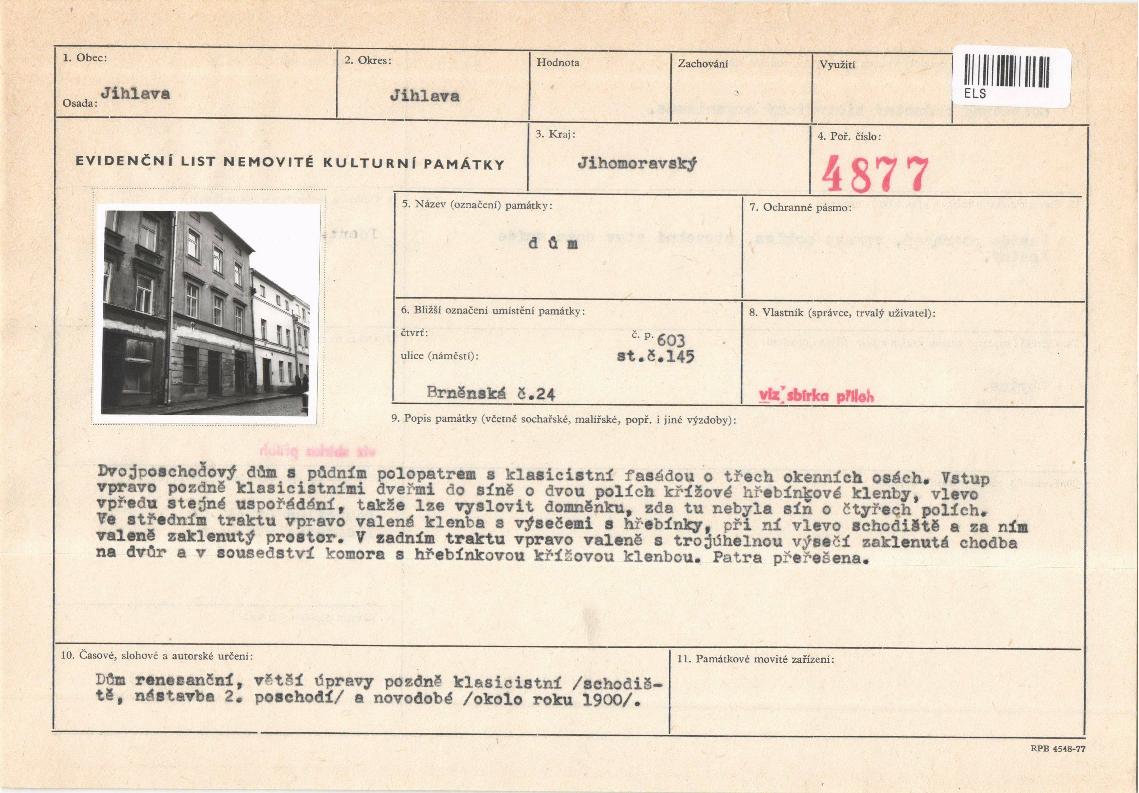 1. Obec:
Osada: Jihlava
2. Okres:
Jihlava
Hodnota
Zachování
Využití
ELS
EVIDENČNÍ LIST NEMOVITÉ KULTURNÍ PAMÁTKY
3. Kraj:
Jihomoravský
4. Poř. číslo:
4877
5. Název (označení) památky:
dům
7. Ochranné pásmo:
6. Bližší označení umístění památky:
čtvrť:
č. p. 603
ulice (náměstí):
st.č.145
Brněnská č.24
8. Vlastník (správce, trvalý uživatel):
viz sbírka příloh
9. Popis památky (včetně sochařské, malířské, popř. i jiné výzdoby):
Dvojposchoďový dům s půdním polopatrem s klasicistní fasádou o třech okenních osách. Vstup
vpravo pozdně klasicistními dveřmi do síně o dvou polích křížové hřebínkové klenby, vlevo
vpředu stejné uspořádání, takže lze vyslovit domněnku, zda tu nebyla síň o čtyřech polích.
Ve středním traktu vpravo valená klenba s výsečemi s hřebínky, při ní vlevo schodiště a za ním
valeně zaklenutý prostor. V zadním traktu vpravo valeně s trojúhelnou výsečí zaklenutá chodba
na dvůr a v sousedství komora s hřebínkovou křížovou klenbou. Patra přeřešena.
10. Časové, slohové a autorské určení:
Dům renesanční, větší úpravy pozdně klasicistní /schodiš-
tě, nástavba 2. poschodí/ a novodobé /okolo roku 1900/.
11. Památkové movité zařízení:
RPB 4548-77